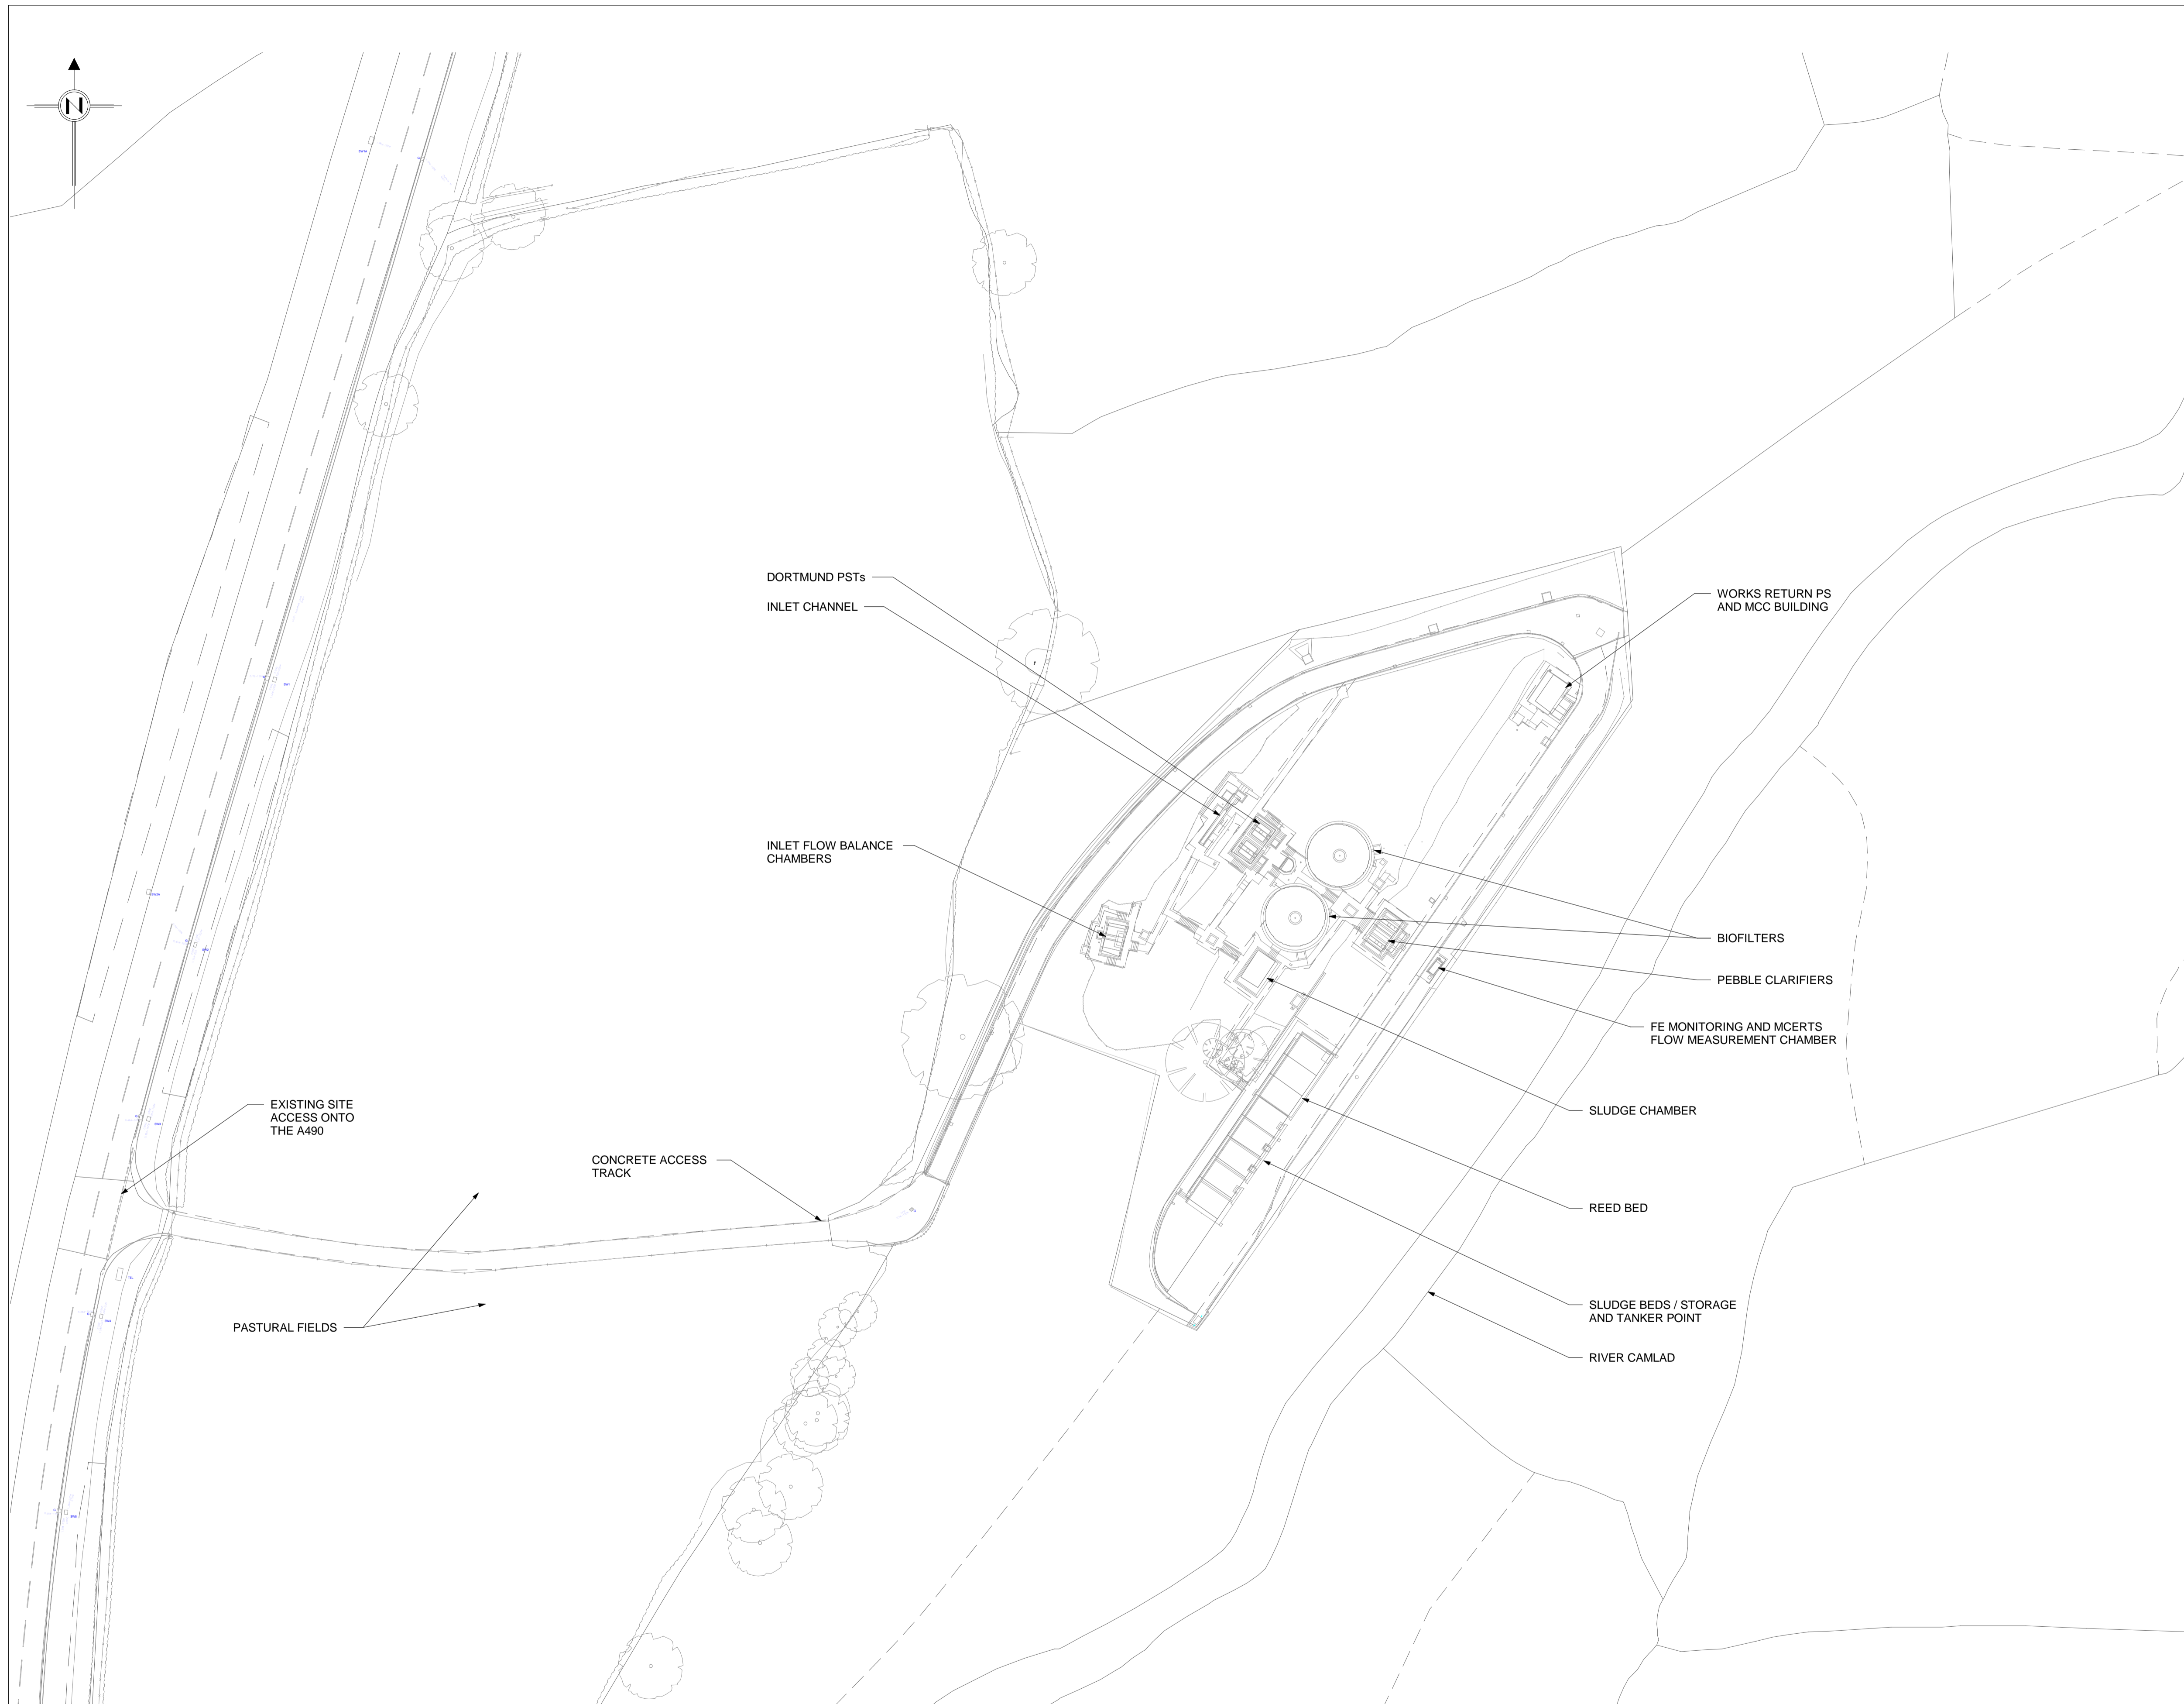 N
DORTMUND PSTs
INLET CHANNEL
WORKS RETURN PS
AND MCC BUILDING
INLET FLOW BALANCE
CHAMBERS
BIOFILTERS
PEBBLE CLARIFIERS
FE MONITORING AND MCERTS
FLOW MEASUREMENT CHAMBER
EXISTING SITE
ACCESS ONTO
THE A490
SLUDGE CHAMBER
CONCRETE ACCESS
TRACK
REED BED
PASTURAL FIELDS
SLUDGE BEDS / STORAGE
AND TANKER POINT
RIVER CAMLAD